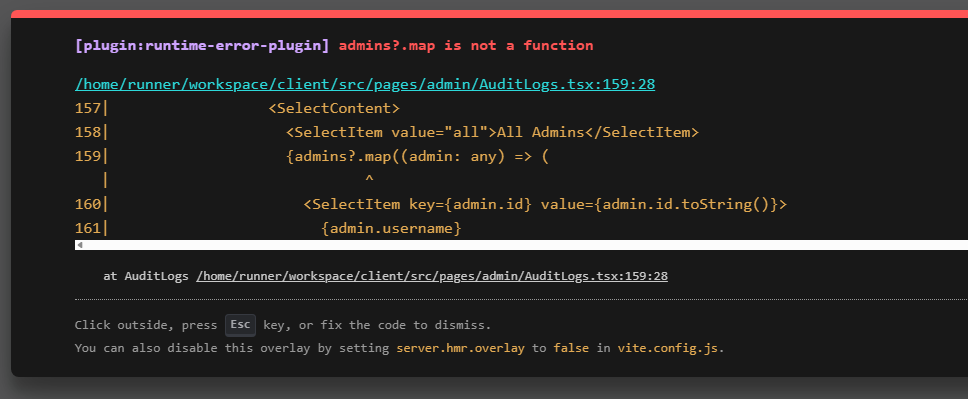 [plugin:runtime-error-plugin] admins?.map is not a function
/home/runner/workspace/client/src/pages/admin/AuditLogs.tsx:159:28
157|                  <SelectContent>
158|                    <SelectItem value="all">All Admins</SelectItem>
159|                    {admins?.map((admin: any) => (
   |                             ^
160|                      <SelectItem key={admin.id} value={admin.id.toString()}>
161|                        {admin.username}
at AuditLogs /home/runner/workspace/client/src/pages/admin/AuditLogs.tsx:159:28
Click outside, press Esc key, or fix the code to dismiss.
You can also disable this overlay by setting server.hmr.overlay to false in vite.config.js.